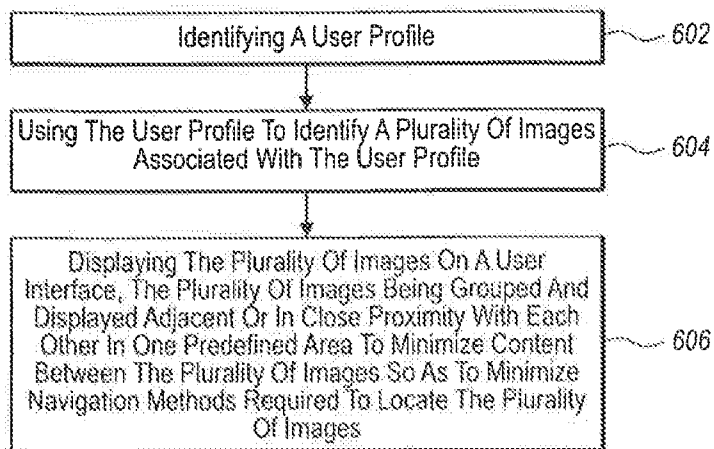 Identifying A User Profile
602
Using The User Profile To Identify A Plurality Of Images
Associated With The User Profile
604
Displaying The Plurality Of Images On A User
Interface, The Plurality Of Images Being Grouped And
Displayed Adjacent Or In Close Proximity With Each
Other In One Predefined Area To Minimize Content
Between The Plurality Of Images So As To Minimize
Navigation Methods Required To Locate The Plurality
Of Images
606